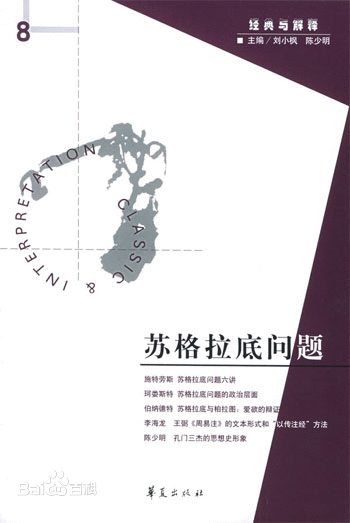 8
经典与解释
■ 主编/刘小枫 陈少明
CLASSIC & INTERPRETATION
苏格拉底问题
施特劳斯 苏格拉底问题六讲
珂娄斯特 苏格拉底问题的政治层面
伯纳德特 苏格拉底与柏拉图：爱欲的辩证
李海龙 王弼《周易注》的文本形式和“以传注经”方法
陈少明 孔门三杰的思想史形象
华夏出版社
Bai百科